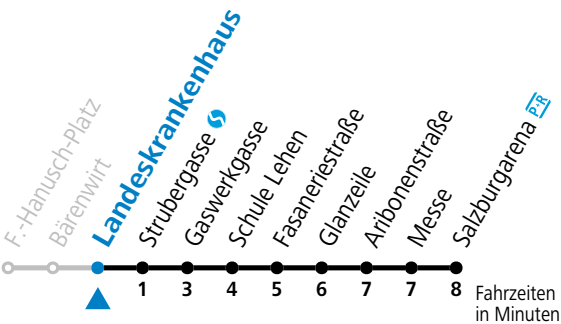 F.-Hanusch-Platz
Bärenwirt
Landeskrankenhaus
Strubergasse
Gaswerkgasse
Schule Lehen
Fasaneriestraße
Glanzeile
Aribonenstraße
Messe
Salzburgarena P+R
1 3 4 5 6 7 7 8
Fahrzeiten
in Minuten